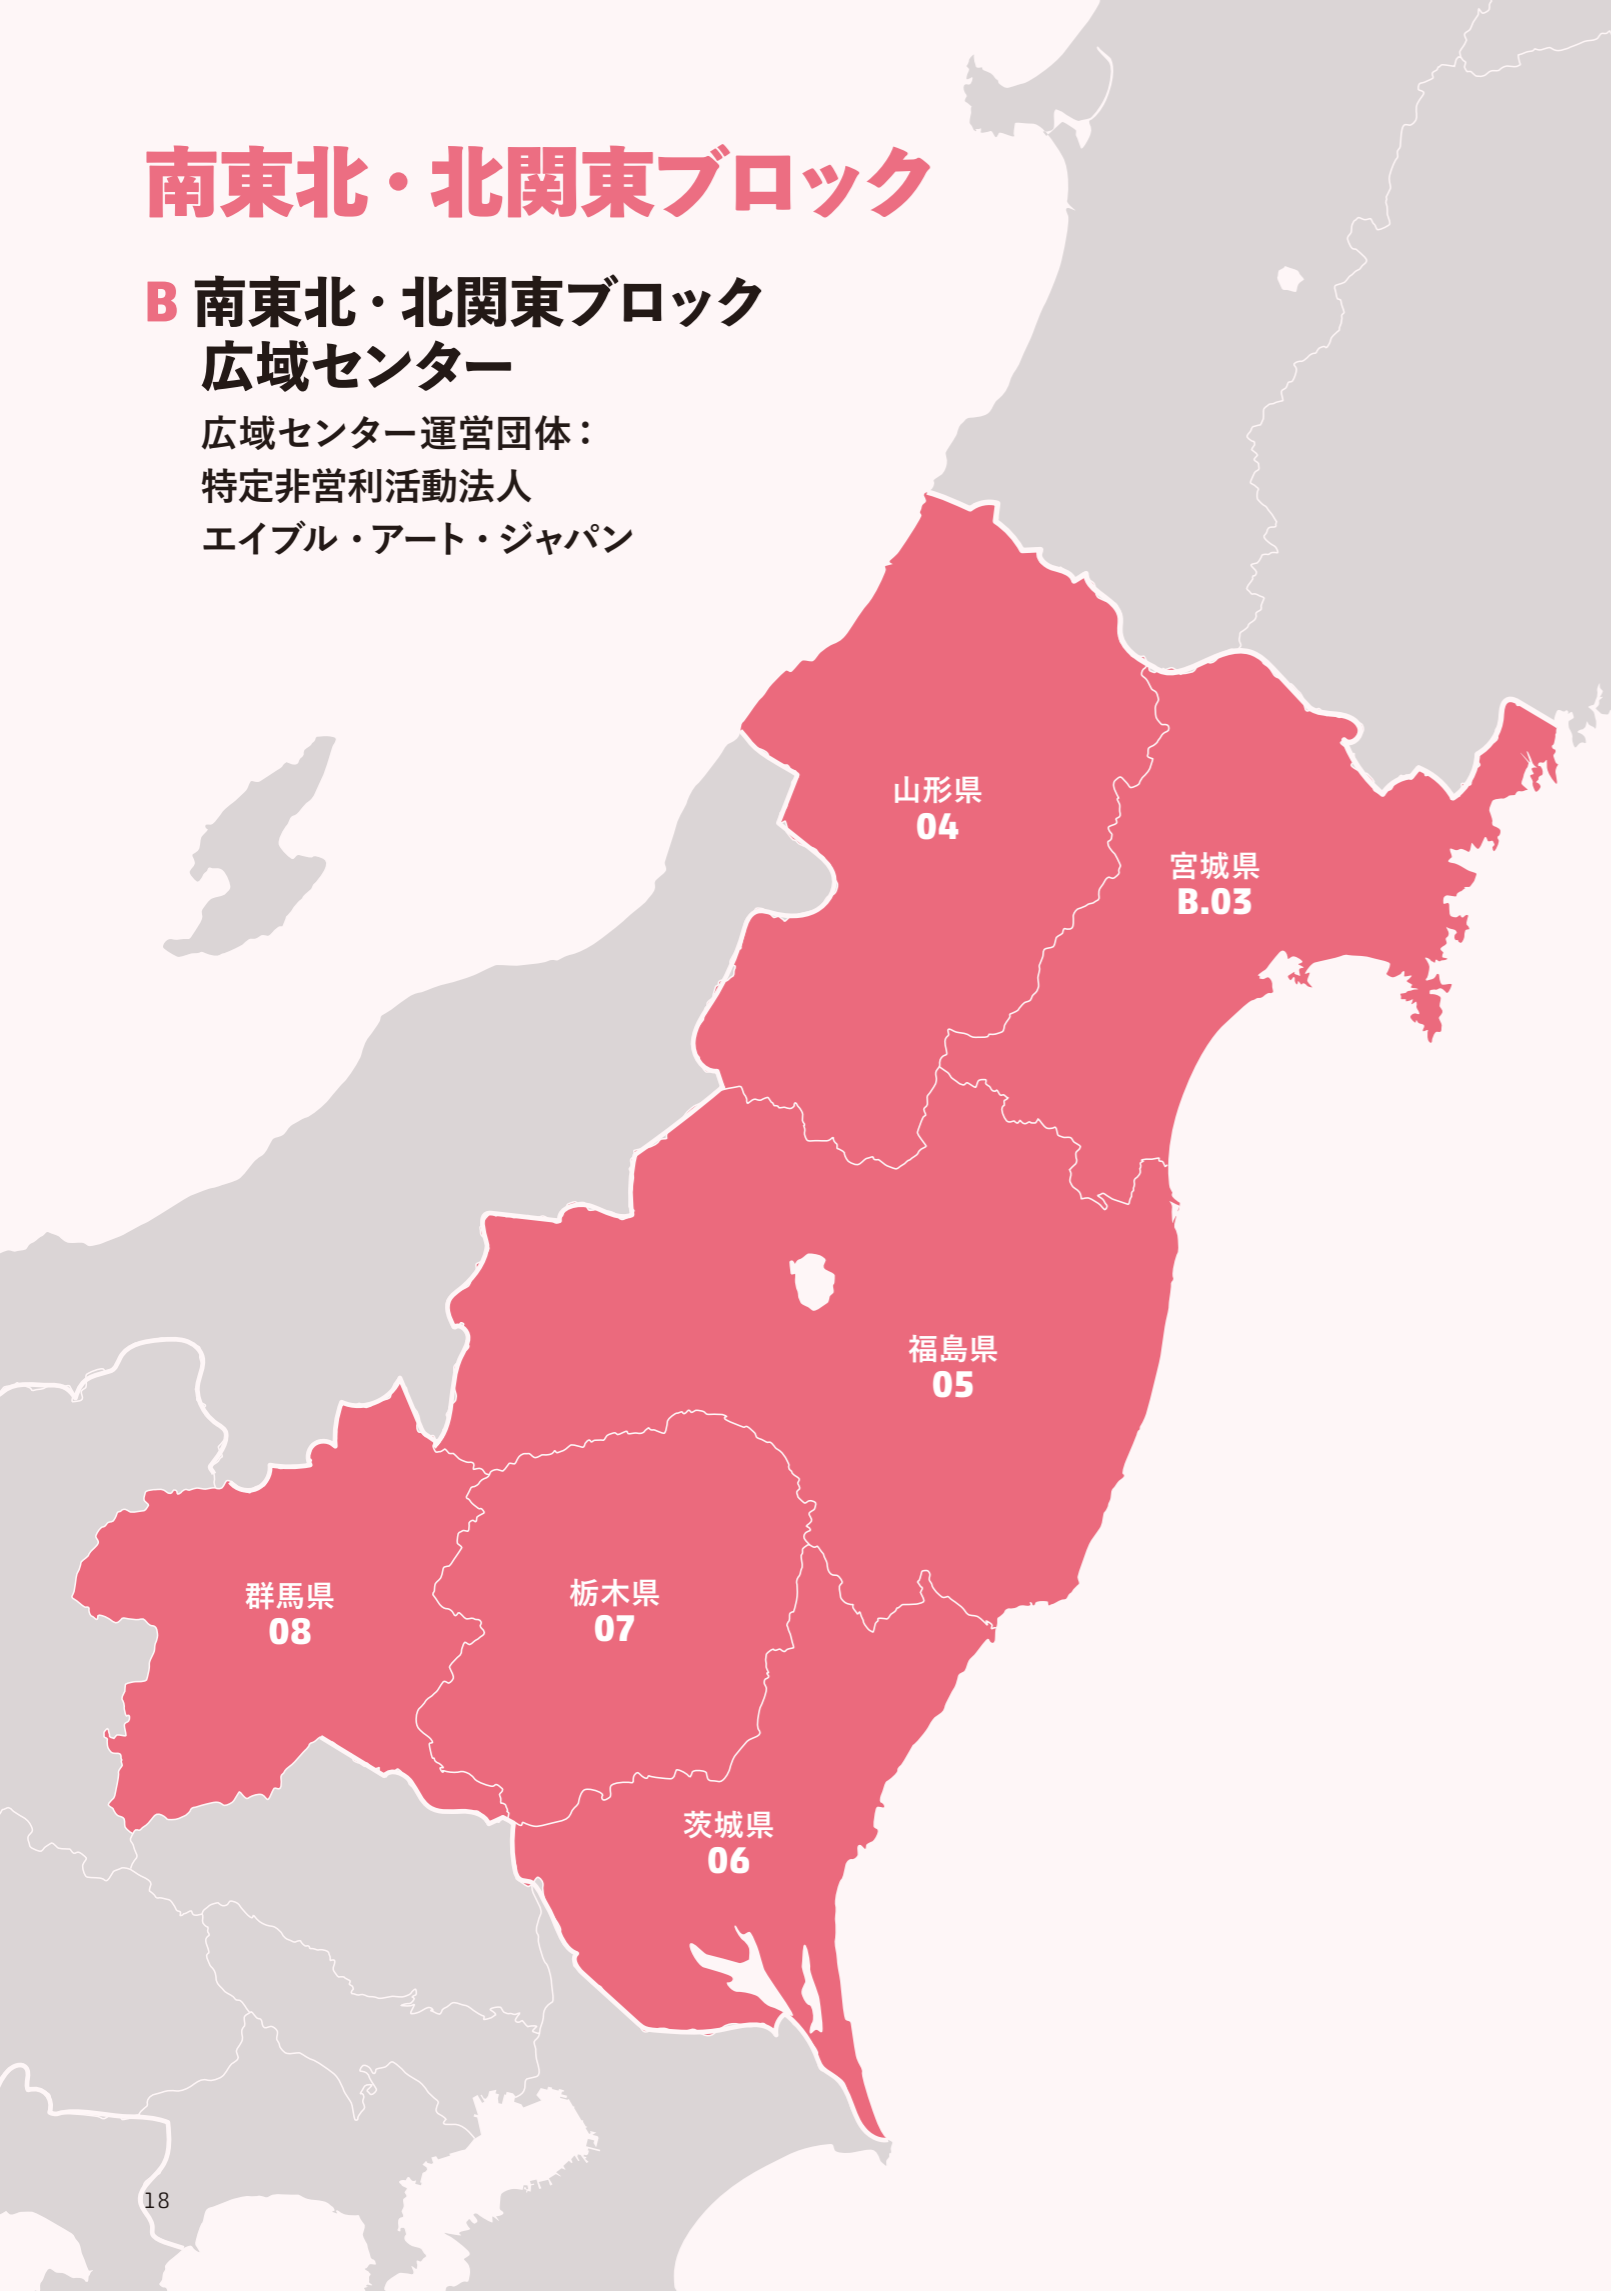 南東北・北関東ブロック
B 南東北・北関東ブロック
広域センター
広域センター運営団体：
特定非営利活動法人
エイブル・アート・ジャパン
山形県
04
宮城県
B.03
福島県
05
群馬県
08
栃木県
07
茨城県
06
18